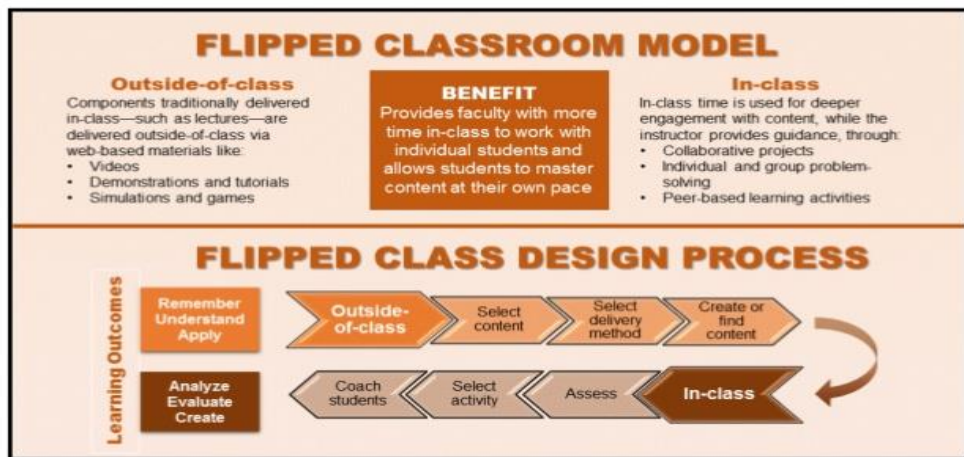 FLIPPED CLASSROOM MODEL
Outside-of-class
Components traditionally delivered
in-class—such as lectures—are
delivered outside-of-class via
web-based materials like:
• Videos
• Demonstrations and tutorials
• Simulations and games
BENEFIT
Provides faculty with more
time in-class to work with
individual students and
allows students to master
content at their own pace
In-class
In-class time is used for deeper
engagement with content, while the
instructor provides guidance, through:
• Collaborative projects
• Individual and group problem-
solving
• Peer-based learning activities
FLIPPED CLASS DESIGN PROCESS
Learning Outcomes
Remember
Understand
Apply
Outside-
of-class
Select
content
Select
delivery
method
Create or
find
content
Analyze
Evaluate
Create
Coach
students
Select
activity
Assess
In-class